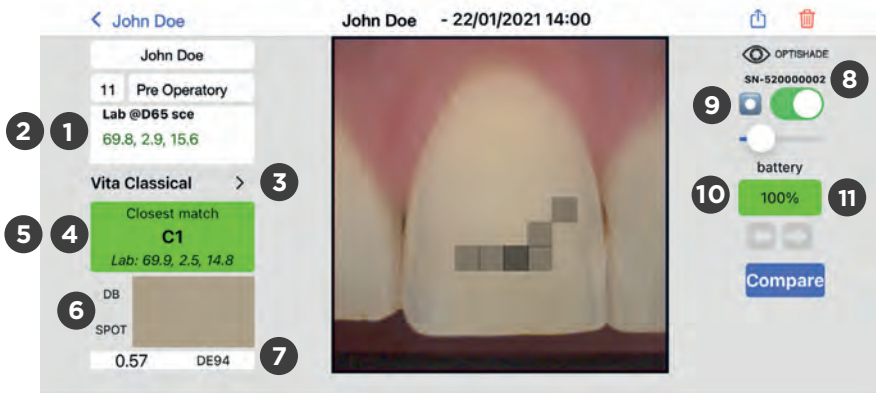 John Doe
John Doe - 22/01/2021 14:00
John Doe
11 Pre Operatory
Lab @D65 sce
2 1
69.8, 2.9, 15.6
Vita Classical > 3
Closest match
5 4
C1
Lab: 69.9, 2.5, 14.8
DB
6
SPOT
0.57 DE94 7
OPTISHADE
SN-520000002 8
9
battery
10 100% 11
Compare